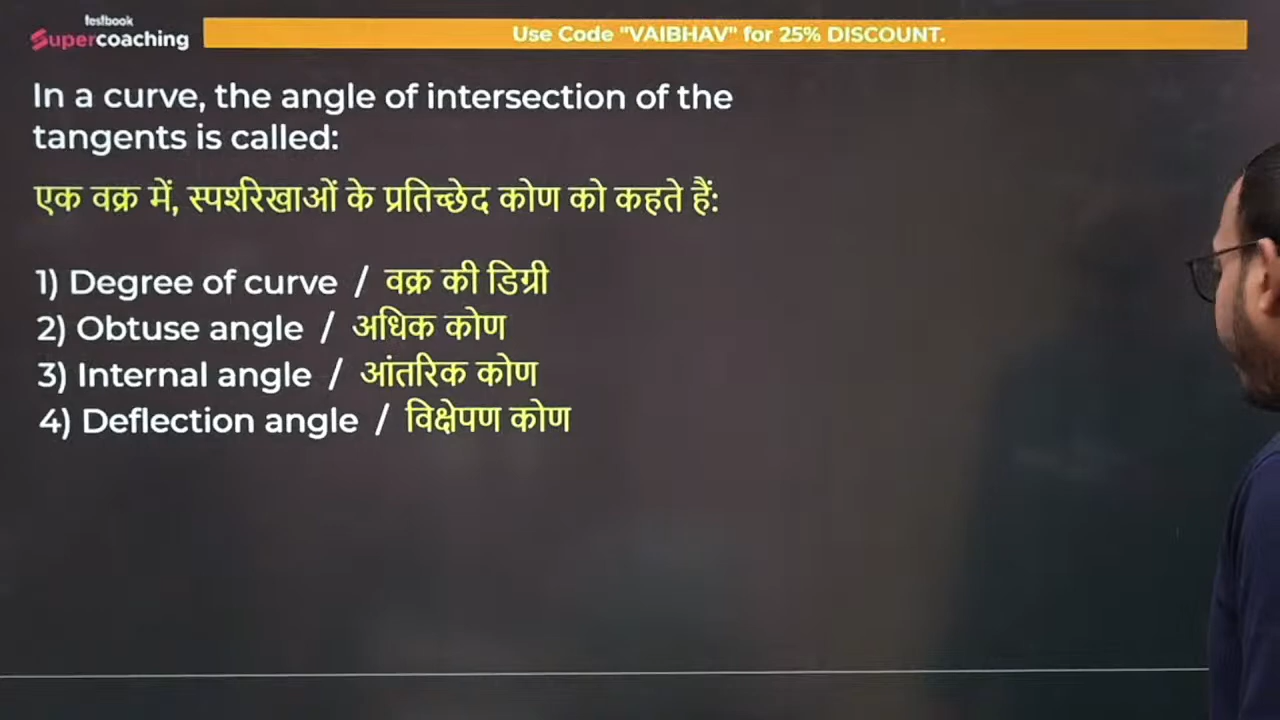 testbook
Supercoaching
Use Code "VAIBHAV" for 25% DISCOUNT.
In a curve, the angle of intersection of the
tangents is called:
एक वक्र में, स्पर्शरेखाओं के प्रतिच्छेद कोण को कहते हैं:
1) Degree of curve / वक्र की डिग्री
2) Obtuse angle / अधिक कोण
3) Internal angle / आंतरिक कोण
4) Deflection angle / विक्षेपण कोण